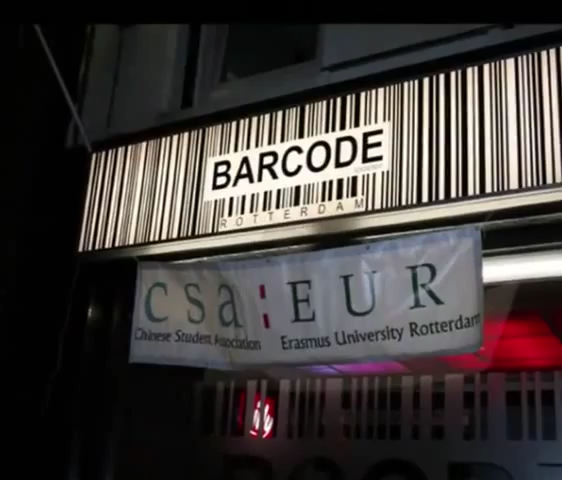 BARCODE
ROTTERDAM
csa:EUR
Chinese Student Association Erasmus University Rotterdam